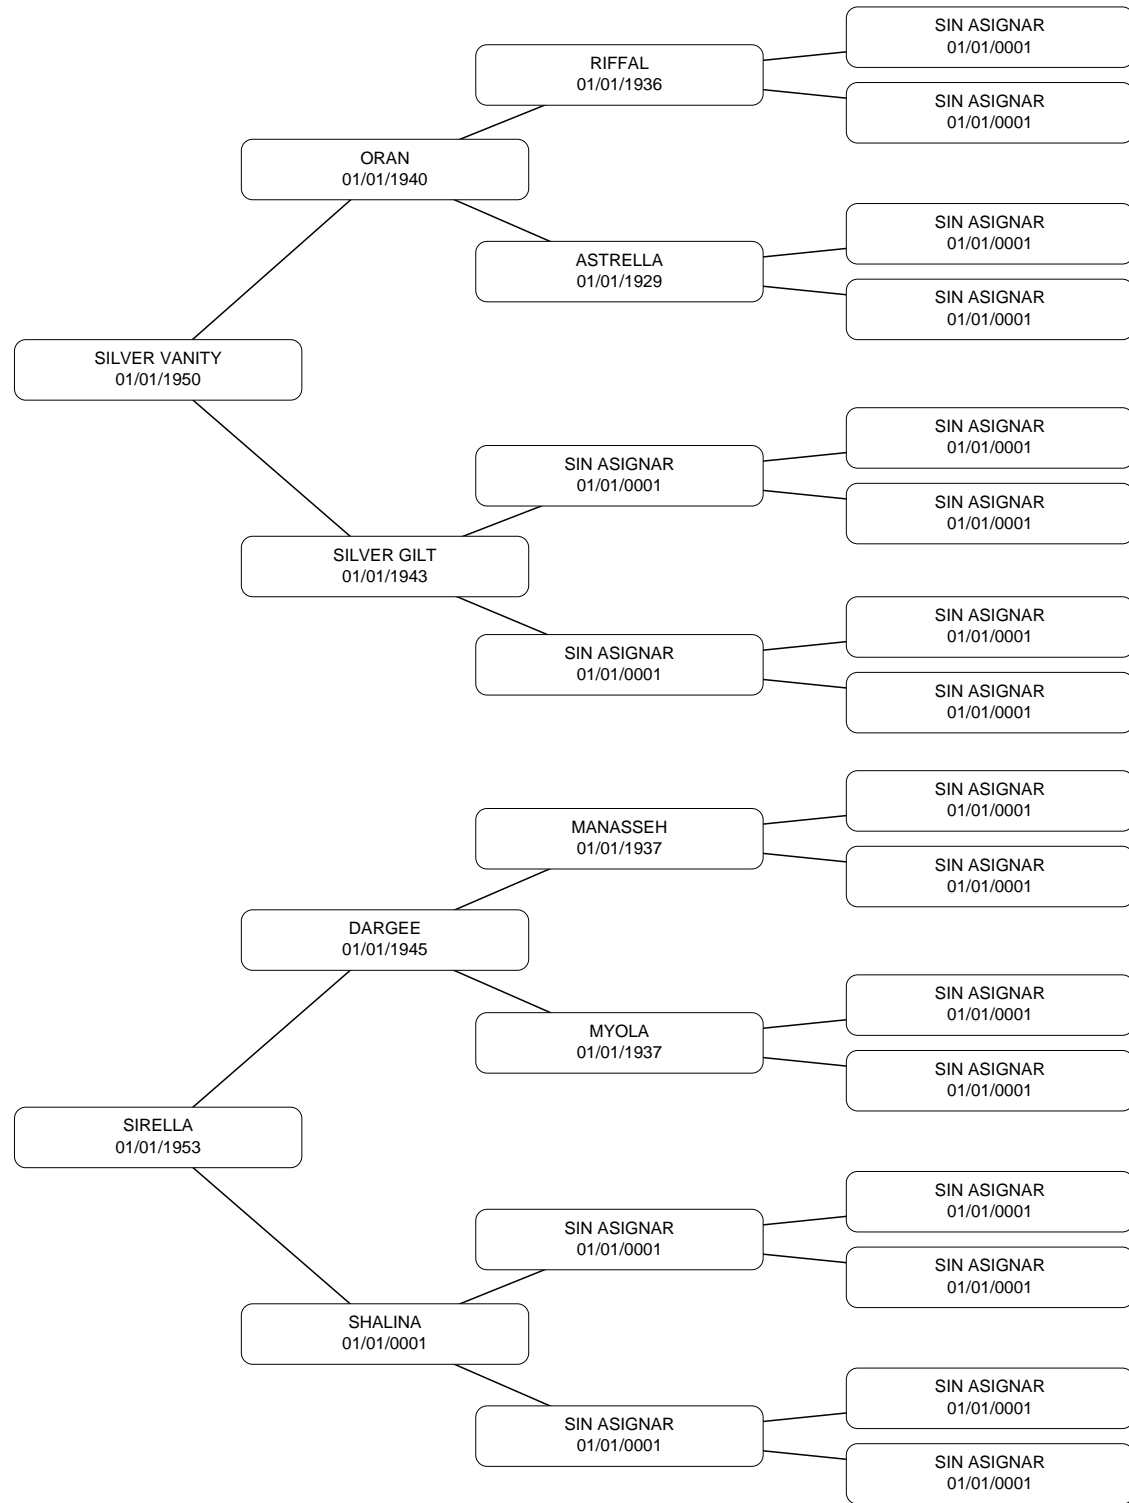 SIN ASIGNAR
01/01/0001
RIFFAL
01/01/1936
SIN ASIGNAR
01/01/0001
ORAN
01/01/1940
SIN ASIGNAR
01/01/0001
ASTRELLA
01/01/1929
SIN ASIGNAR
01/01/0001
SILVER VANITY
01/01/1950
SIN ASIGNAR
01/01/0001
SIN ASIGNAR
01/01/0001
SIN ASIGNAR
01/01/0001
SILVER GILT
01/01/1943
SIN ASIGNAR
01/01/0001
SIN ASIGNAR
01/01/0001
SIN ASIGNAR
01/01/0001
SIN ASIGNAR
01/01/0001
MANASSEH
01/01/1937
SIN ASIGNAR
01/01/0001
DARGEE
01/01/1945
SIN ASIGNAR
01/01/0001
MYOLA
01/01/1937
SIN ASIGNAR
01/01/0001
SIRELLA
01/01/1953
SIN ASIGNAR
01/01/0001
SIN ASIGNAR
01/01/0001
SIN ASIGNAR
01/01/0001
SHALINA
01/01/0001
SIN ASIGNAR
01/01/0001
SIN ASIGNAR
01/01/0001
SIN ASIGNAR
01/01/0001